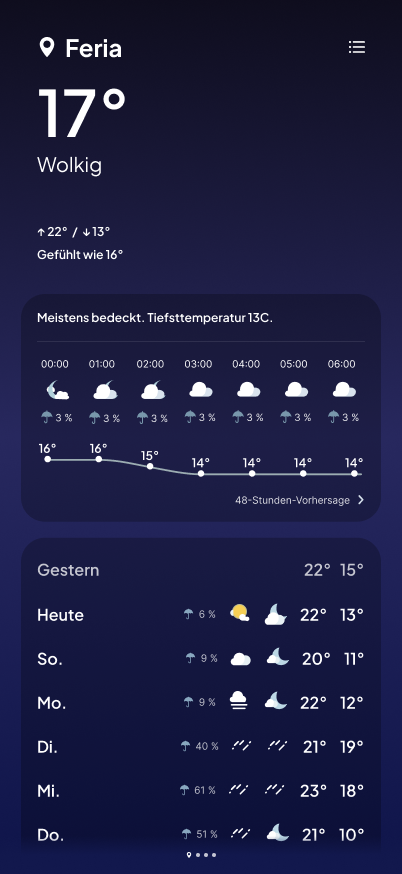 Feria
17°
Wolkig
↑ 22° / ↓ 13°
Gefühlt wie 16°
Meistens bedeckt. Tiefsttemperatur 13C.
00:00 01:00 02:00 03:00 04:00 05:00 06:00
3 % 3 % 3 % 3 % 3 % 3 % 3 %
16° 16° 15° 14° 14° 14° 14°
48-Stunden-Vorhersage
Gestern 22° 15°
Heute 6 % 22° 13°
So. 9 % 20° 11°
Mo. 9 % 22° 12°
Di. 40 % 21° 19°
Mi. 61 % 23° 18°
Do. 51 % 21° 10°